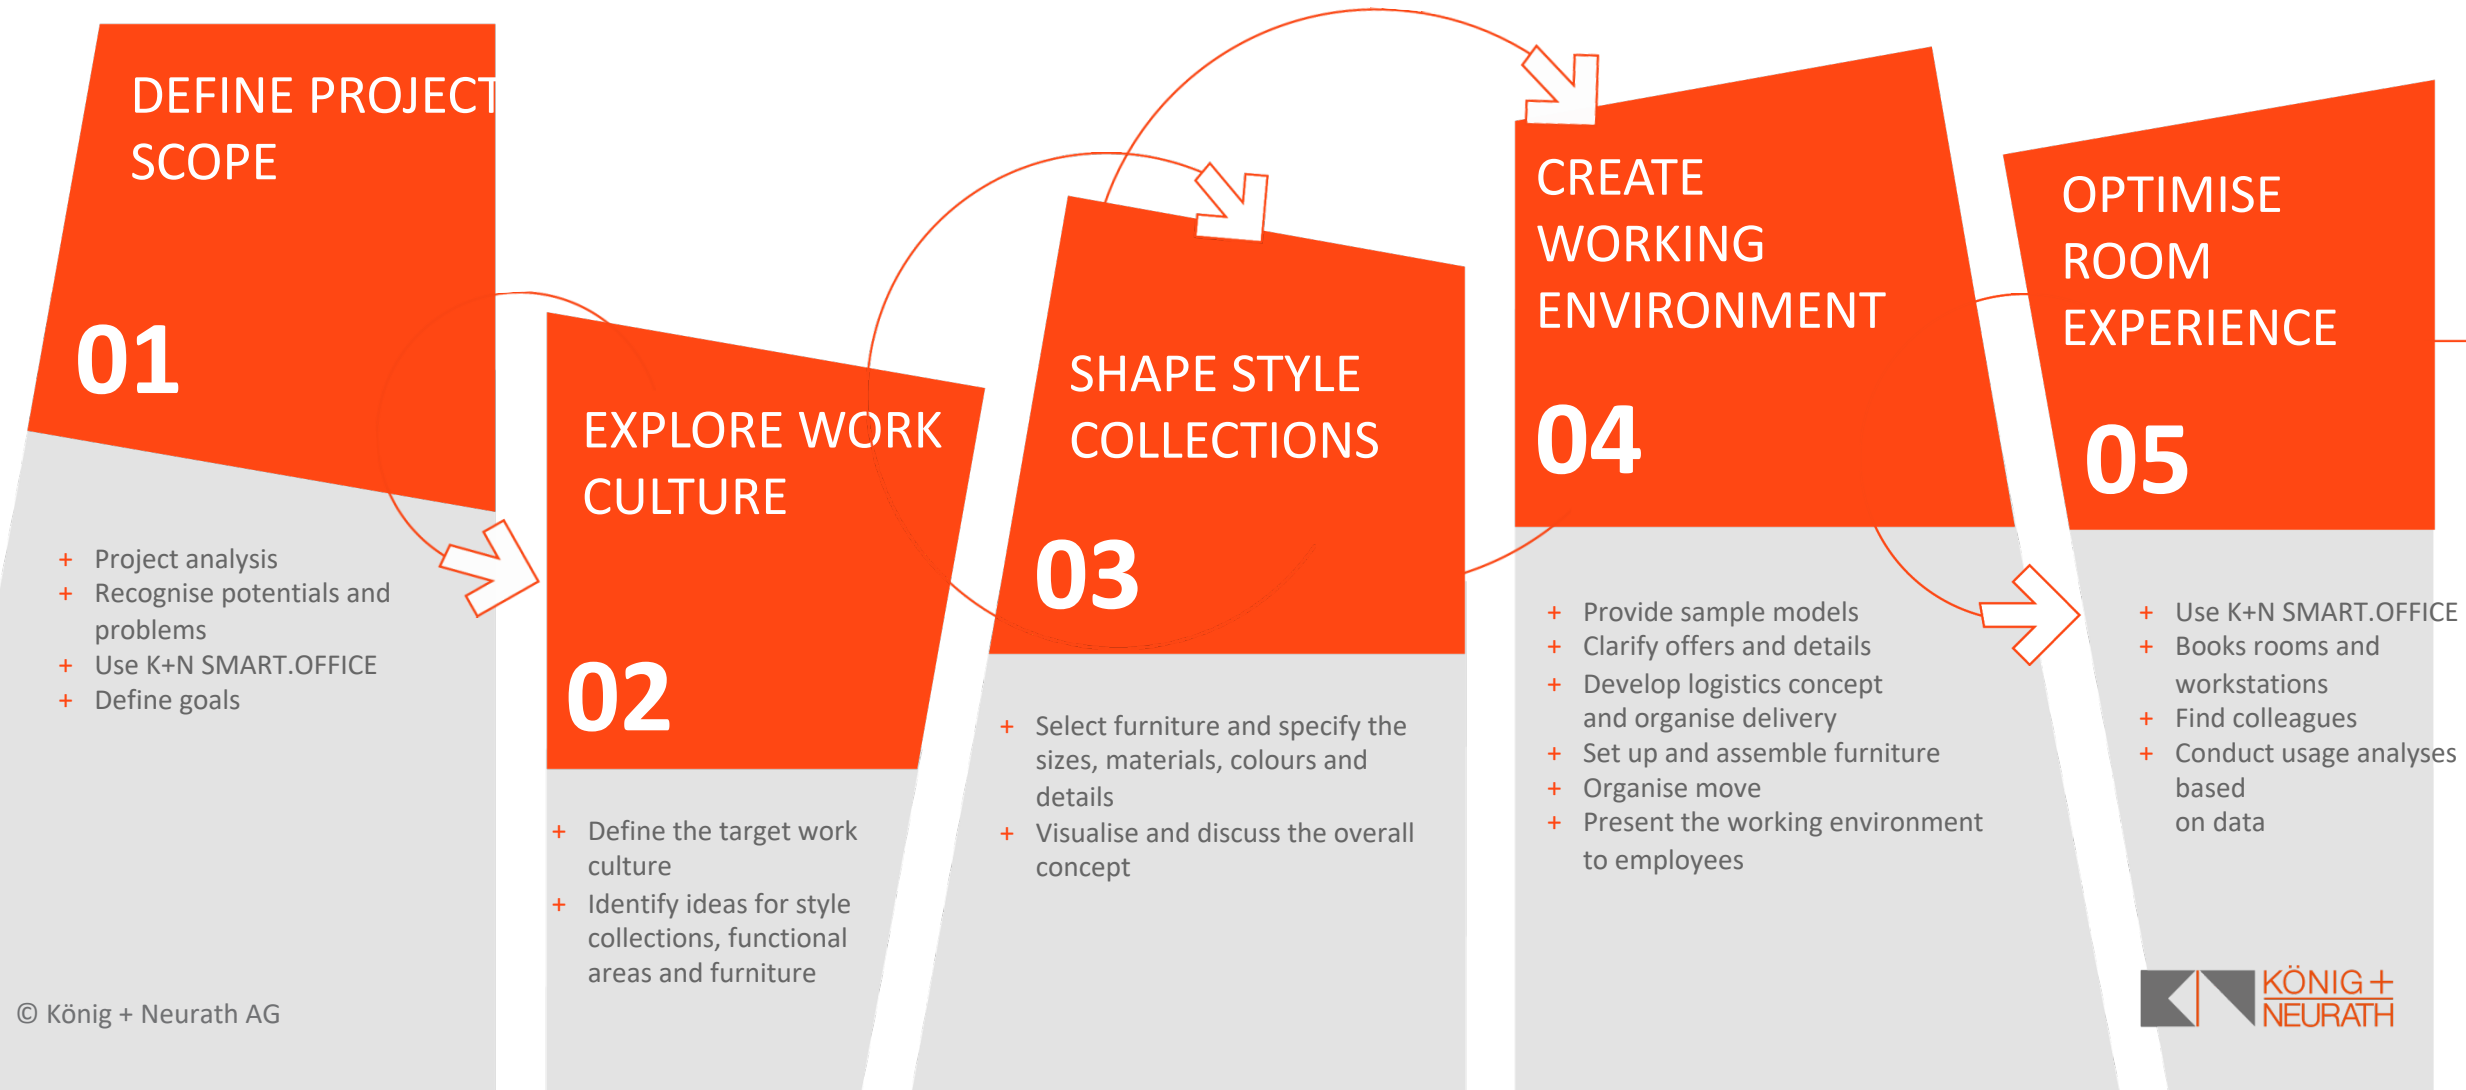 DEFINE PROJECT
SCOPE
01
+ Project analysis
+ Recognise potentials and
problems
+ Use K+N SMART.OFFICE
+ Define goals
EXPLORE WORK
CULTURE
02
+ Define the target work
culture
+ Identify ideas for style
collections, functional
areas and furniture
SHAPE STYLE
COLLECTIONS
03
+ Select furniture and specify the
sizes, materials, colours and
details
+ Visualise and discuss the overall
concept
CREATE
WORKING
ENVIRONMENT
04
+ Provide sample models
+ Clarify offers and details
+ Develop logistics concept
and organise delivery
+ Set up and assemble furniture
+ Organise move
+ Present the working environment
to employees
OPTIMISE
ROOM
EXPERIENCE
05
+ Use K+N SMART.OFFICE
+ Books rooms and
workstations
+ Find colleagues
+ Conduct usage analyses
based
on data
© König + Neurath AG
KÖNIG+
NEURATH